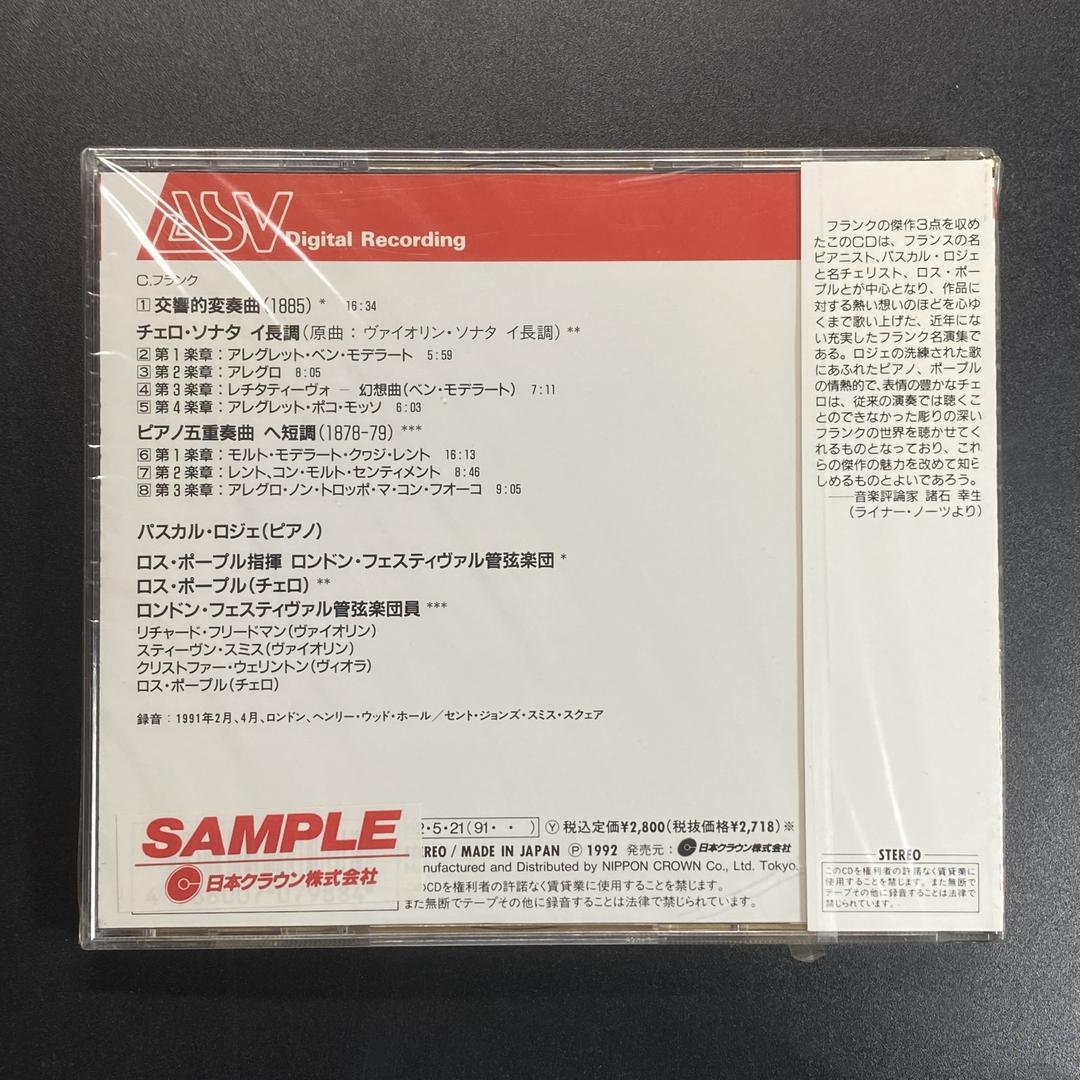 ASV Digital Recording
C.フランク
1 交響的変奏曲(1885) * 16:34
チェロ・ソナタ イ長調(原曲：ヴァイオリン・ソナタ イ長調) **
2 第1楽章：アレグレット・ベン・モデラート 5:59
3 第2楽章：アレグロ 8:05
4 第3楽章：レチタティーヴォ − 幻想曲(ベン・モデラート) 7:11
5 第4楽章：アレグレット・ポコ・モッソ 6:03
ピアノ五重奏曲 ヘ短調(1878-79) ***
6 第1楽章：モルト・モデラート・クヮジ・レント 16:13
7 第2楽章：レント、コン・モルト・センティメント 8:46
8 第3楽章：アレグロ・ノン・トロッポ・マ・コン・フオーコ 9:05
パスカル・ロジェ(ピアノ)
ロス・ポープル指揮 ロンドン・フェスティヴァル管弦楽団 *
ロス・ポープル(チェロ) **
ロンドン・フェスティヴァル管弦楽団員 ***
リチャード・フリードマン(ヴァイオリン)
スティーヴン・スミス(ヴァイオリン)
クリストファー・ウェリントン(ヴィオラ)
ロス・ポープル(チェロ)
録音：1991年2月、4月、ロンドン、ヘンリー・ウッド・ホール／セント・ジョンズ・スミス・スクェア
SAMPLE
日本クラウン株式会社
2・5・21(91・ ・ ) Ⓨ税込定価¥2,800(税抜価格¥2,718)※
EREO / MADE IN JAPAN Ⓟ 1992 発売元：日本クラウン株式会社
nufactured and Distributed by NIPPON CROWN Co., Ltd. Tokyo.
CDを権利者の許諾なく賃貸業に使用することを禁じます。
また無断でテープその他に録音することは法律で禁じられています。
フランクの傑作3点を収め
たこのCDは、フランスの名
ピアニスト、パスカル・ロジェ
と名チェリスト、ロス・ポー
プルとが中心となり、作品に
対する熱い想いのほどを心ゆ
くまで歌い上げた、近年にな
い充実したフランク名演集で
ある。ロジェの洗練された歌
にあふれたピアノ、ポープル
の情熱的で、表情の豊かなチェ
ロは、従来の演奏では聴くこ
とのできなかった彫りの深い
フランクの世界を聴かせてく
れるものとなっており、これ
らの傑作の魅力を改めて知ら
しめるものとよいであろう。
——音楽評論家 諸石 幸生
(ライナー・ノーツより)
STEREO
このCDを権利者の許諾なく賃貸業に
使用することを禁じます。また無断で
テープその他に録音することは法律で
禁じられています。